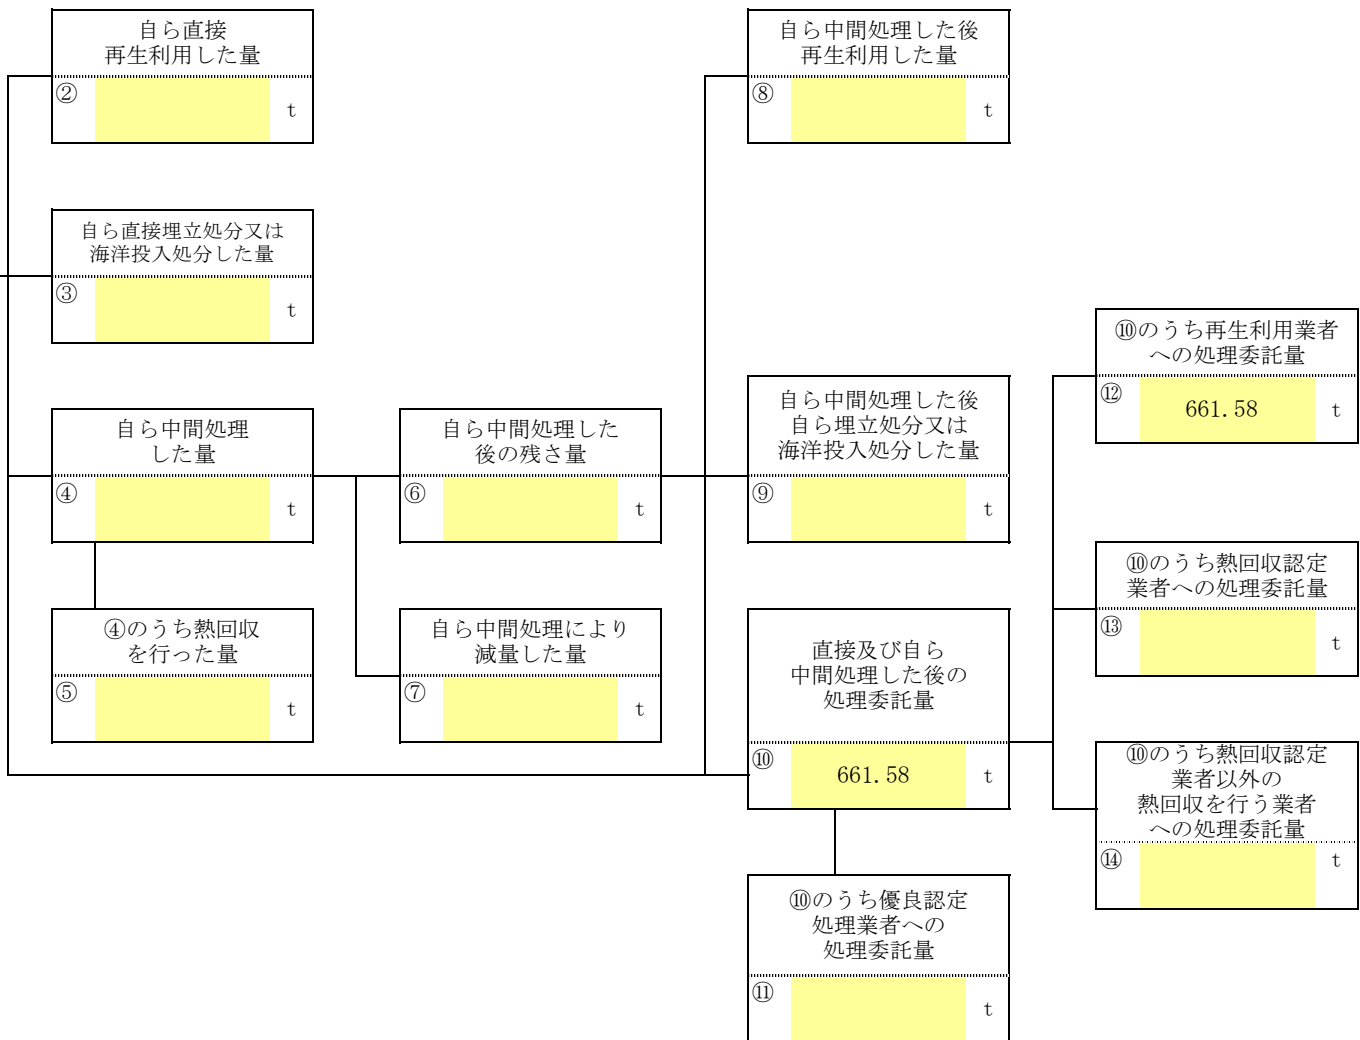 自ら直接
再生利用した量
②
t
自ら中間処理した後
再生利用した量
⑧
t
自ら直接埋立処分又は
海洋投入処分した量
③
t
⑩のうち再生利用業者
への処理委託量
⑫
661.58
t
自ら中間処理
した量
④
t
自ら中間処理した
後の残さ量
⑥
t
自ら中間処理した後
自ら埋立処分又は
海洋投入処分した量
⑨
t
⑩のうち熱回収認定
業者への処理委託量
⑬
t
④のうち熱回収
を行った量
⑤
t
自ら中間処理により
減量した量
⑦
t
直接及び自ら
中間処理した後の
処理委託量
⑩
661.58
t
⑩のうち熱回収認定
業者以外の
熱回収を行う業者
への処理委託量
⑭
t
⑩のうち優良認定
処理業者への
処理委託量
⑪
t